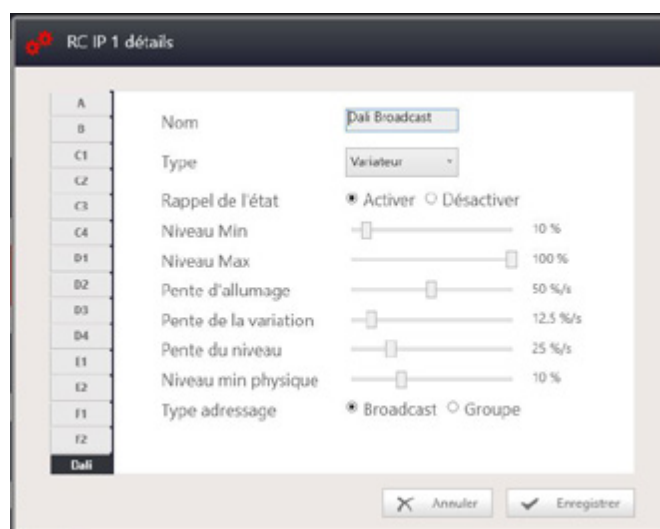 RC IP 1 détails
A
B
C1
C2
C3
C4
D1
D2
D3
D4
E1
E2
F1
F2
Dali
Nom Dali Broadcast
Type Variateur
Rappel de l'état Activer Désactiver
Niveau Min 10 %
Niveau Max 100 %
Pente d'allumage 50 %/s
Pente de la variation 12.5 %/s
Pente du niveau 25 %/s
Niveau min physique 10 %
Type adressage Broadcast Groupe
Annuler Enregistrer